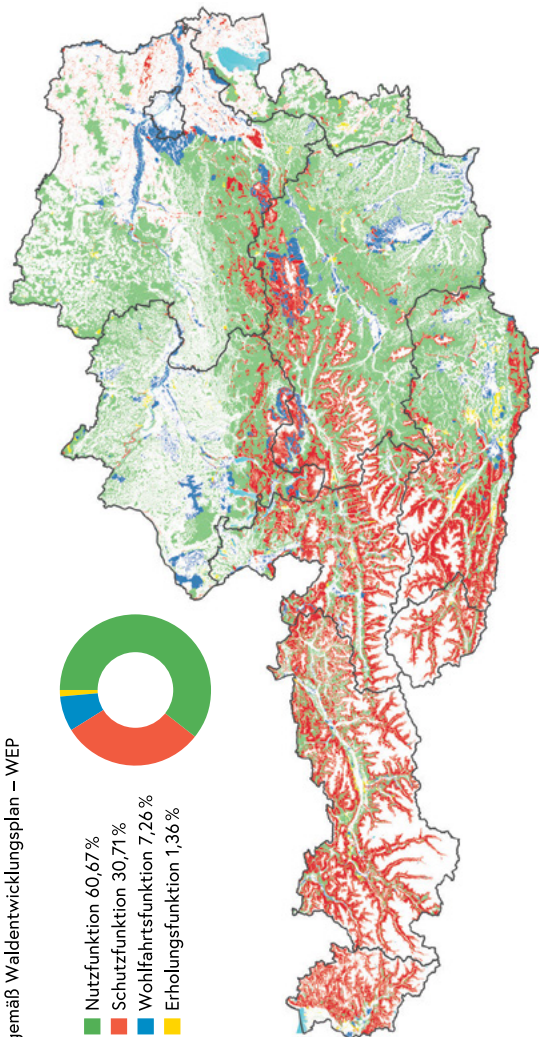 gemäß Waldentwicklungsplan – WEP
Nutzfunktion 60,67 %
Schutzfunktion 30,71 %
Wohlfahrtsfunktion 7,26 %
Erholungsfunktion 1,36 %